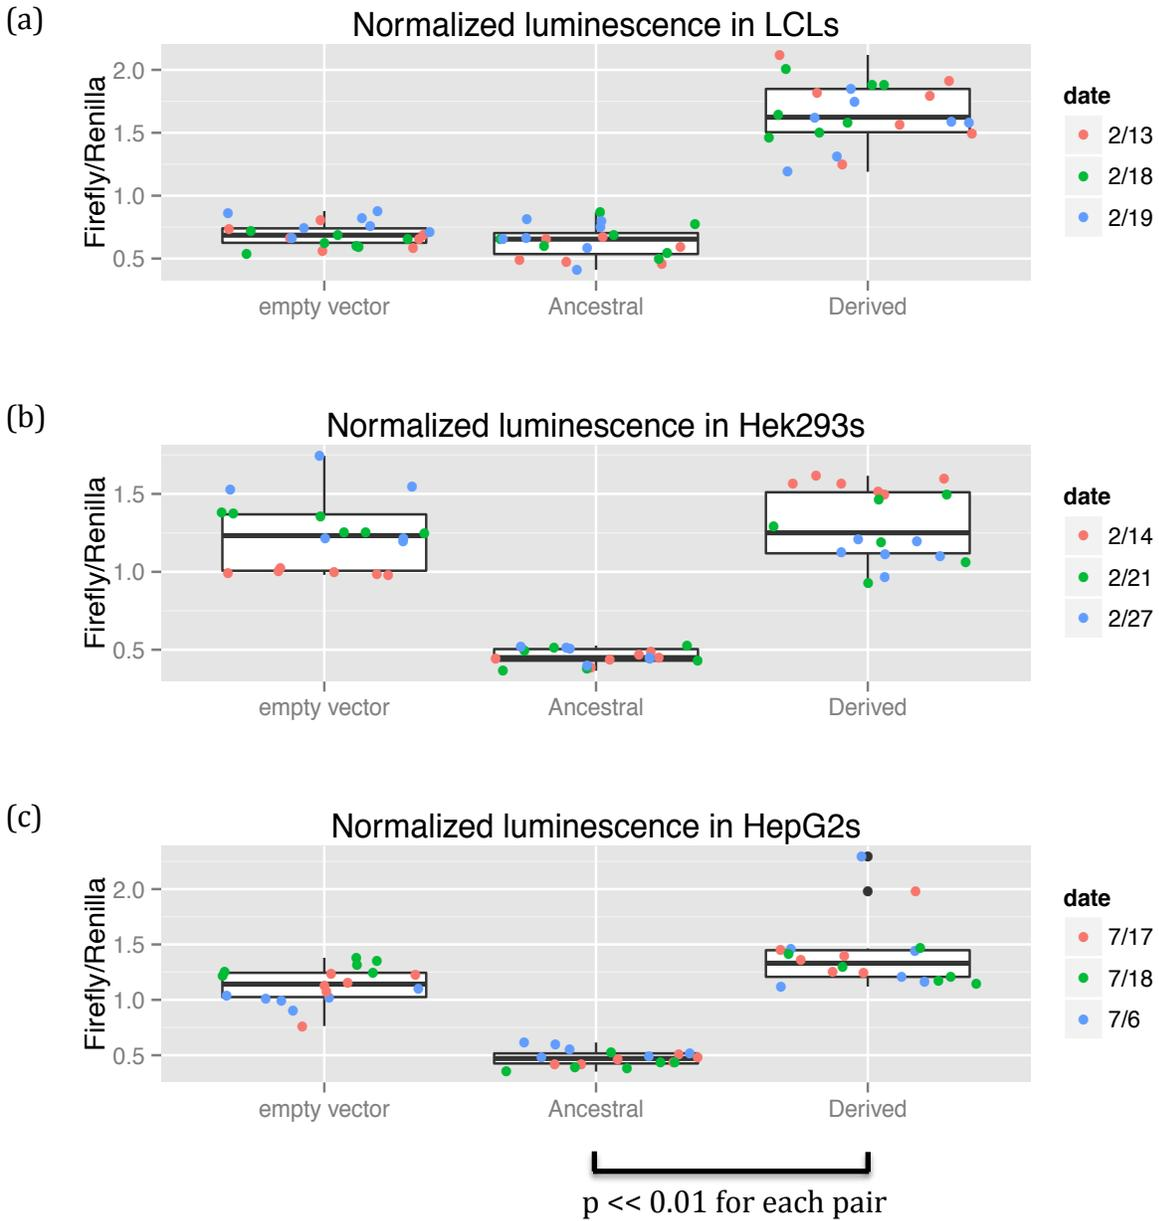 (a)
Normalized luminescence in LCLs
Firefly/Renilla
2.0
1.5
1.0
0.5
empty vector Ancestral Derived
date
2/13
2/18
2/19
(b)
Normalized luminescence in Hek293s
Firefly/Renilla
1.5
1.0
0.5
empty vector Ancestral Derived
date
2/14
2/21
2/27
(c)
Normalized luminescence in HepG2s
Firefly/Renilla
2.0
1.5
1.0
0.5
empty vector Ancestral Derived
date
7/17
7/18
7/6
p << 0.01 for each pair